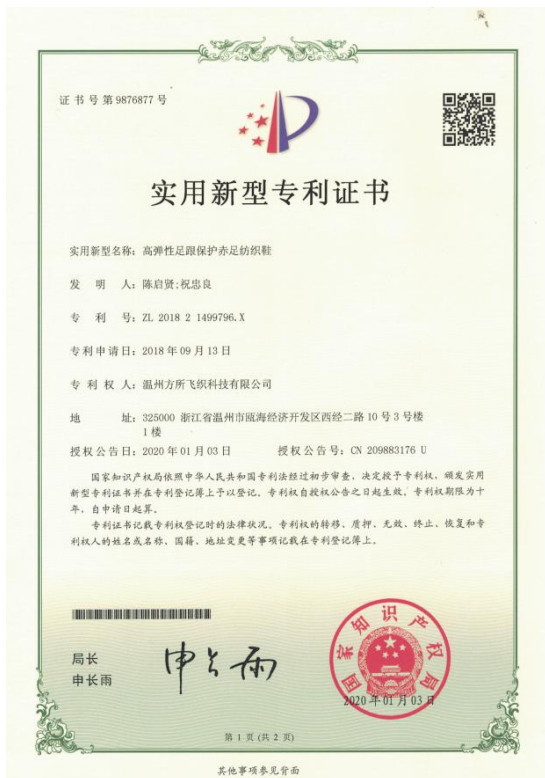 证书号第9876877号
实用新型专利证书
实用新型名称：高弹性足跟保护赤足纺织鞋
发 明 人：陈启贤;祝忠良
专 利 号：ZL 2018 2 1499796.X
专利申请日：2018年09月13日
专 利 权 人：温州方所飞织科技有限公司
地 址：325000 浙江省温州市瓯海经济开发区西经二路10号3号楼
1楼
授权公告日：2020年01月03日 授权公告号：CN 209883176 U
国家知识产权局依照中华人民共和国专利法经过初步审查，决定授予专利权，颁发实用
新型专利证书并在专利登记簿上予以登记。专利权自授权公告之日起生效。专利权期限为十
年，自申请日起算。
专利证书记载专利权登记时的法律状况。专利权的转移、质押、无效、终止、恢复和专
利权人的姓名或名称、国籍、地址变更等事项记载在专利登记簿上。
局长
申长雨
申长雨
国家知识产权局
2020年01月03日
第 1 页 (共 2 页)
其他事项参见背面